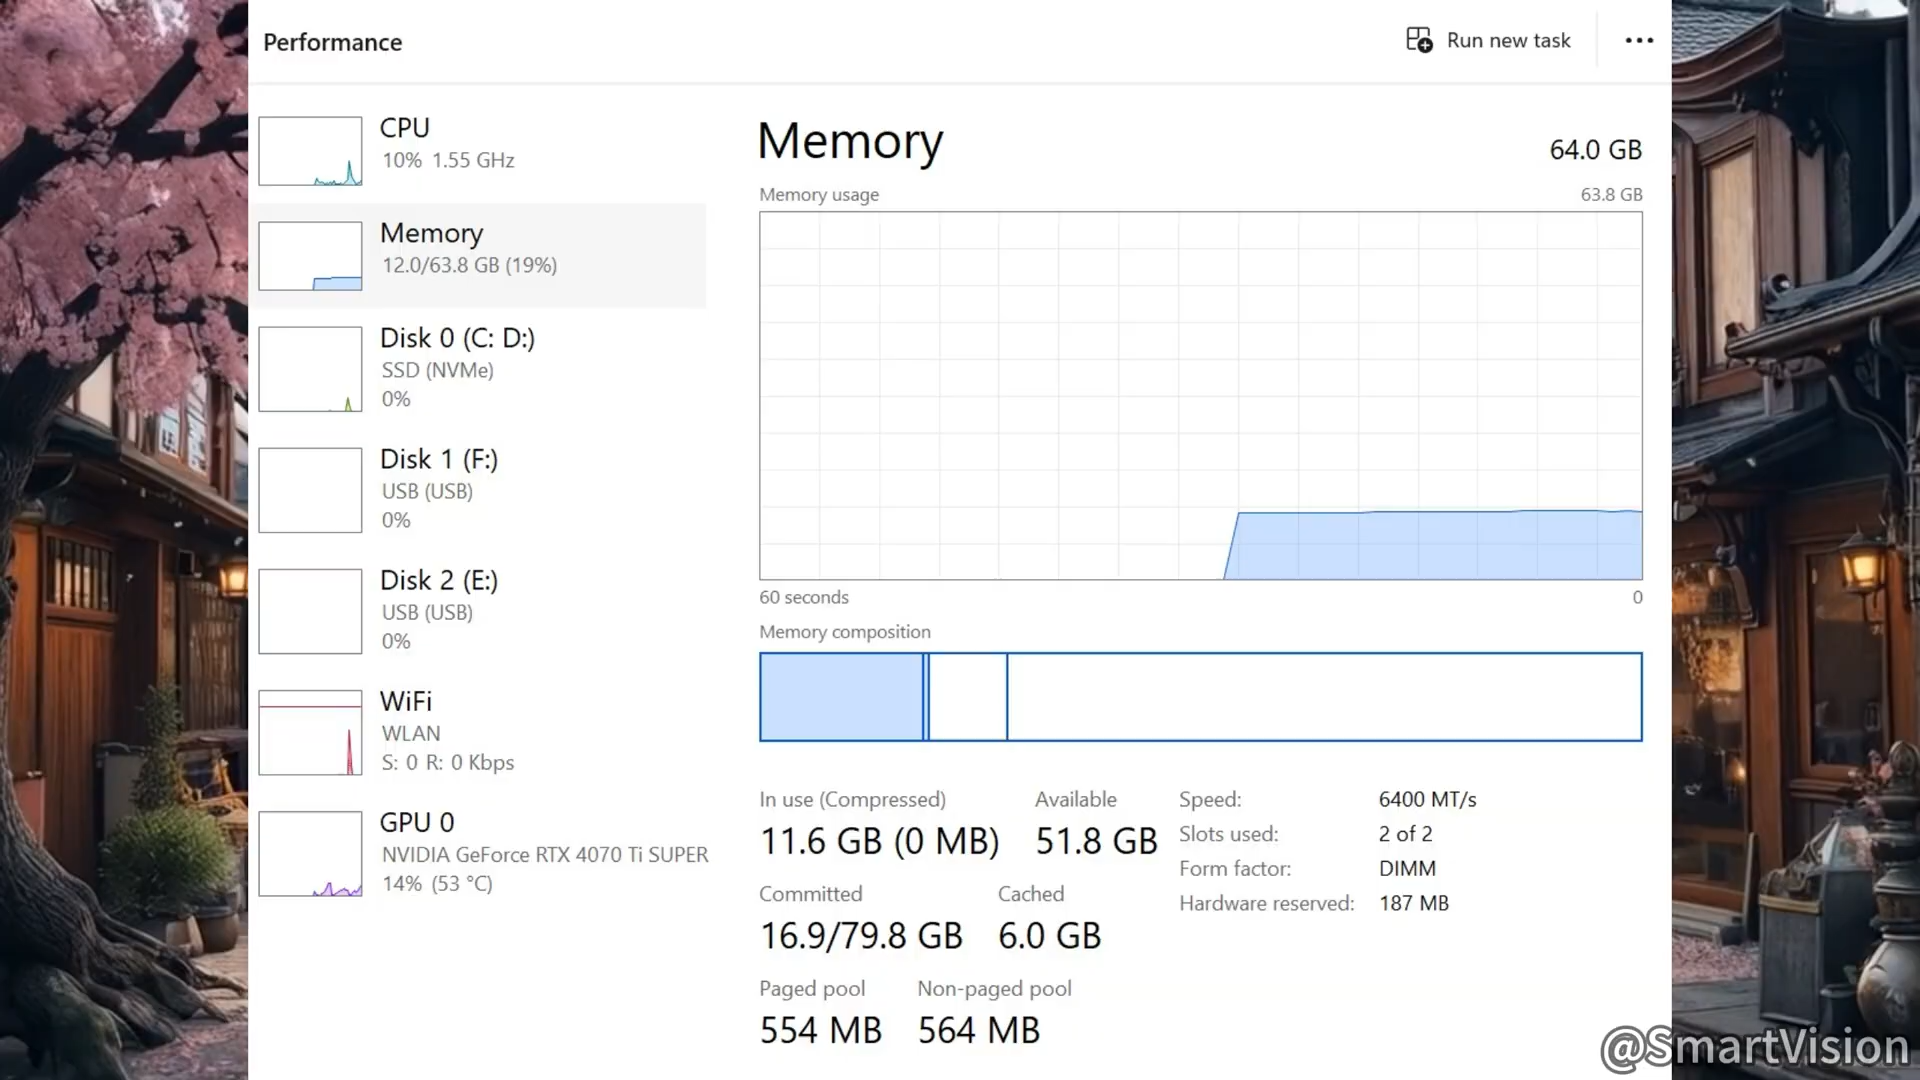 Performance
Run new task
CPU
10% 1.55 GHz
Memory
12.0/63.8 GB (19%)
Disk 0 (C: D:)
SSD (NVMe)
0%
Disk 1 (F:)
USB (USB)
0%
Disk 2 (E:)
USB (USB)
0%
WiFi
WLAN
S: 0 R: 0 Kbps
GPU 0
NVIDIA GeForce RTX 4070 Ti SUPER
14% (53 °C)
Memory
64.0 GB
Memory usage
63.8 GB
60 seconds
0
Memory composition
In use (Compressed)
11.6 GB (0 MB)
Available
51.8 GB
Committed
16.9/79.8 GB
Cached
6.0 GB
Paged pool
554 MB
Non-paged pool
564 MB
Speed: 6400 MT/s
Slots used: 2 of 2
Form factor: DIMM
Hardware reserved: 187 MB
@SmartVision